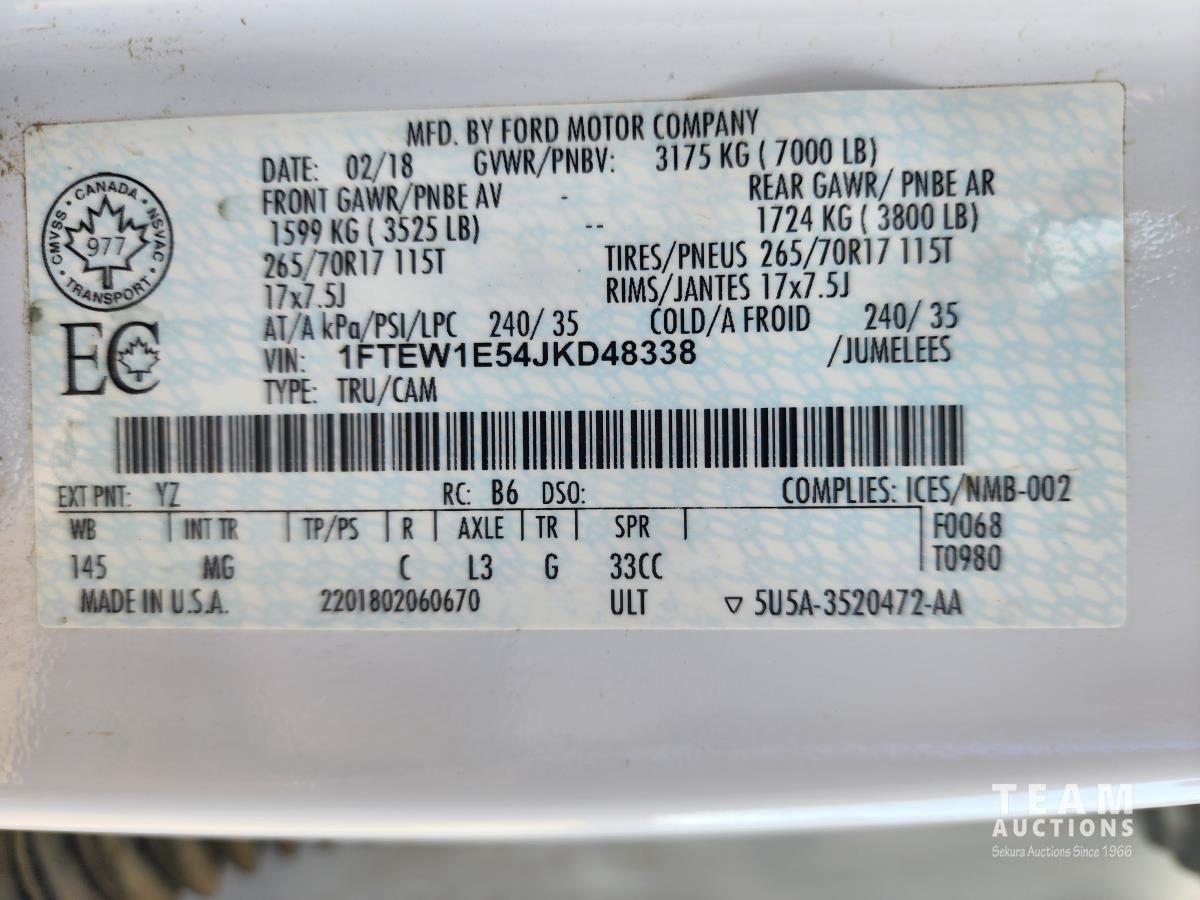 MFD. BY FORD MOTOR COMPANY
DATE: 02/18 GVWR/PNBV: 3175 KG ( 7000 LB)
FRONT GAWR/PNBE AV - REAR GAWR/ PNBE AR
1599 KG ( 3525 LB) -- 1724 KG ( 3800 LB)
265/70R17 115T TIRES/PNEUS 265/70R17 115T
17x7.5J RIMS/JANTES 17x7.5J
AT/A kPa/PSI/LPC 240/ 35 COLD/A FROID 240/ 35
VIN: 1FTEW1E54JKD48338 /JUMELEES
TYPE: TRU/CAM
CANADA
CMVSS · NSVAC
977
TRANSPORT
EC
EXT PNT: YZ RC: B6 DSO: COMPLIES: ICES/NMB-002
WB | INT TR | TP/PS | R | AXLE | TR | SPR | F0068
145 MG C L3 G 33CC T0980
MADE IN U.S.A. 2201802060670 ULT ▽ 5U5A-3520472-AA
TEAM
AUCTIONS
Sekura Auctions Since 1966